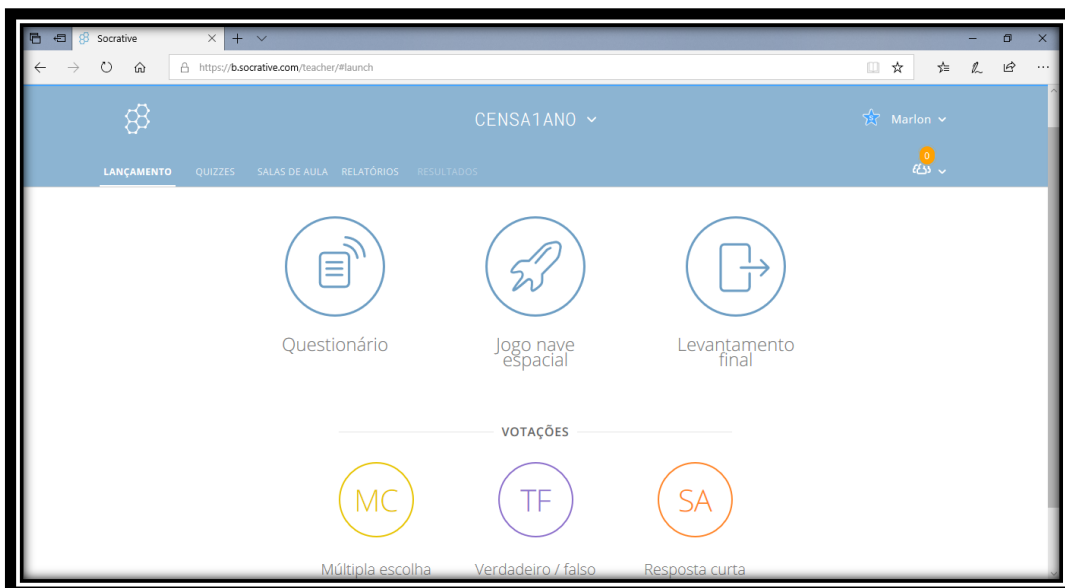 Socrative
https://b.socrative.com/teacher/#launch
CENSA1ANO
Marlon
0
LANÇAMENTO QUIZZES SALAS DE AULA RELATÓRIOS RESULTADOS
Questionário
Jogo nave
espacial
Levantamento
final
VOTAÇÕES
MC
TF
SA
Múltipla escolha
Verdadeiro / falso
Resposta curta